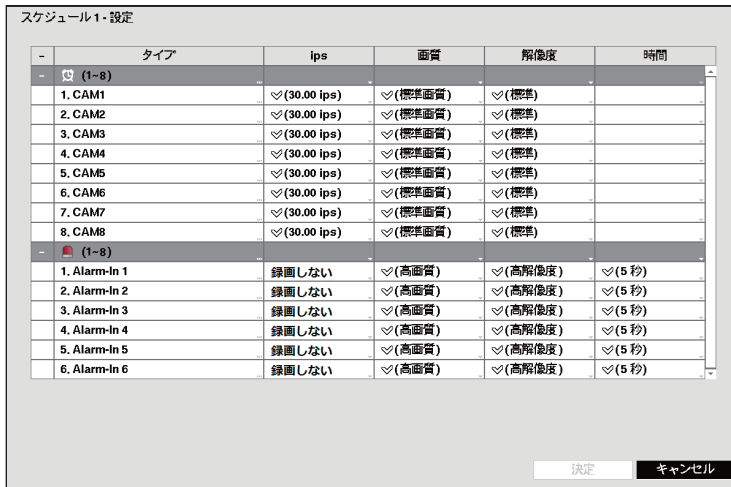 スケジュール 1 - 設定
- タイプ ips 画質 解像度 時間
- (1~8)
1. CAM1 (30.00 ips) (標準画質) (標準)
2. CAM2 (30.00 ips) (標準画質) (標準)
3. CAM3 (30.00 ips) (標準画質) (標準)
4. CAM4 (30.00 ips) (標準画質) (標準)
5. CAM5 (30.00 ips) (標準画質) (標準)
6. CAM6 (30.00 ips) (標準画質) (標準)
7. CAM7 (30.00 ips) (標準画質) (標準)
8. CAM8 (30.00 ips) (標準画質) (標準)
- (1~8)
1. Alarm-In 1 録画しない (高画質) (高解像度) (5 秒)
2. Alarm-In 2 録画しない (高画質) (高解像度) (5 秒)
3. Alarm-In 3 録画しない (高画質) (高解像度) (5 秒)
4. Alarm-In 4 録画しない (高画質) (高解像度) (5 秒)
5. Alarm-In 5 録画しない (高画質) (高解像度) (5 秒)
6. Alarm-In 6 録画しない (高画質) (高解像度) (5 秒)
決定 キャンセル